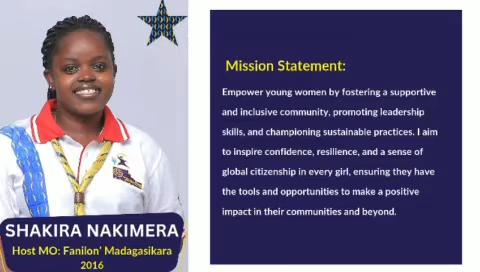 SHAKIRA NAKIMERA
Host MO: Fanilon' Madagasikara
2016
Mission Statement:
Empower young women by fostering a supportive
and inclusive community, promoting leadership
skills, and championing sustainable practices. I aim
to inspire confidence, resilience, and a sense of
global citizenship in every girl, ensuring they have
the tools and opportunities to make a positive
impact in their communities and beyond.